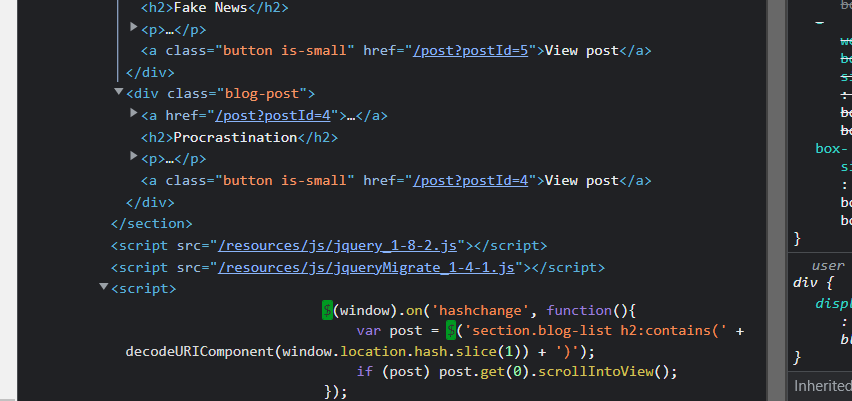 <h2>Fake News</h2>
<p>…</p>
<a class="button is-small" href="/post?postId=5">View post</a>
</div>
<div class="blog-post">
<a href="/post?postId=4">…</a>
<h2>Procrastination</h2>
<p>…</p>
<a class="button is-small" href="/post?postId=4">View post</a>
</div>
</section>
<script src="/resources/js/jquery_1-8-2.js"></script>
<script src="/resources/js/jqueryMigrate_1-4-1.js"></script>
<script>
$(window).on('hashchange', function(){
var post = $('section.blog-list h2:contains(' +
decodeURIComponent(window.location.hash.slice(1)) + ')');
if (post) post.get(0).scrollIntoView();
});
box-
si
:
bo
bo
}
user
div {
displ
:
bl
}
Inherited